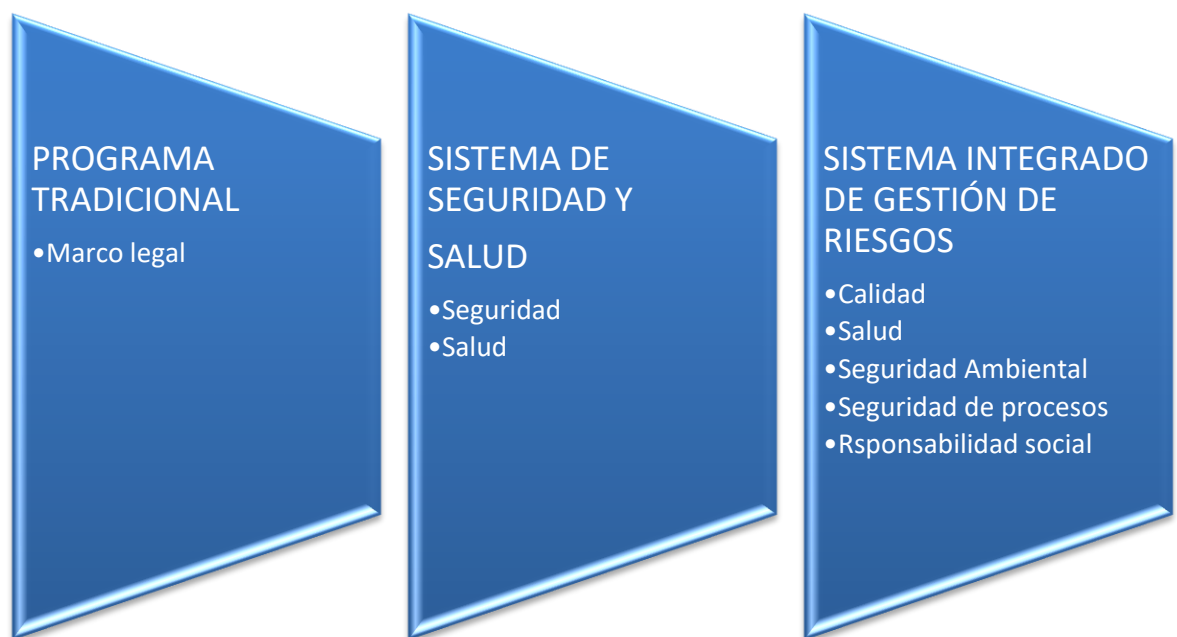 PROGRAMA
TRADICIONAL
•Marco legal
SISTEMA DE
SEGURIDAD Y
SALUD
•Seguridad
•Salud
SISTEMA INTEGRADO
DE GESTIÓN DE
RIESGOS
•Calidad
•Salud
•Seguridad Ambiental
•Seguridad de procesos
•Rsponsabilidad social